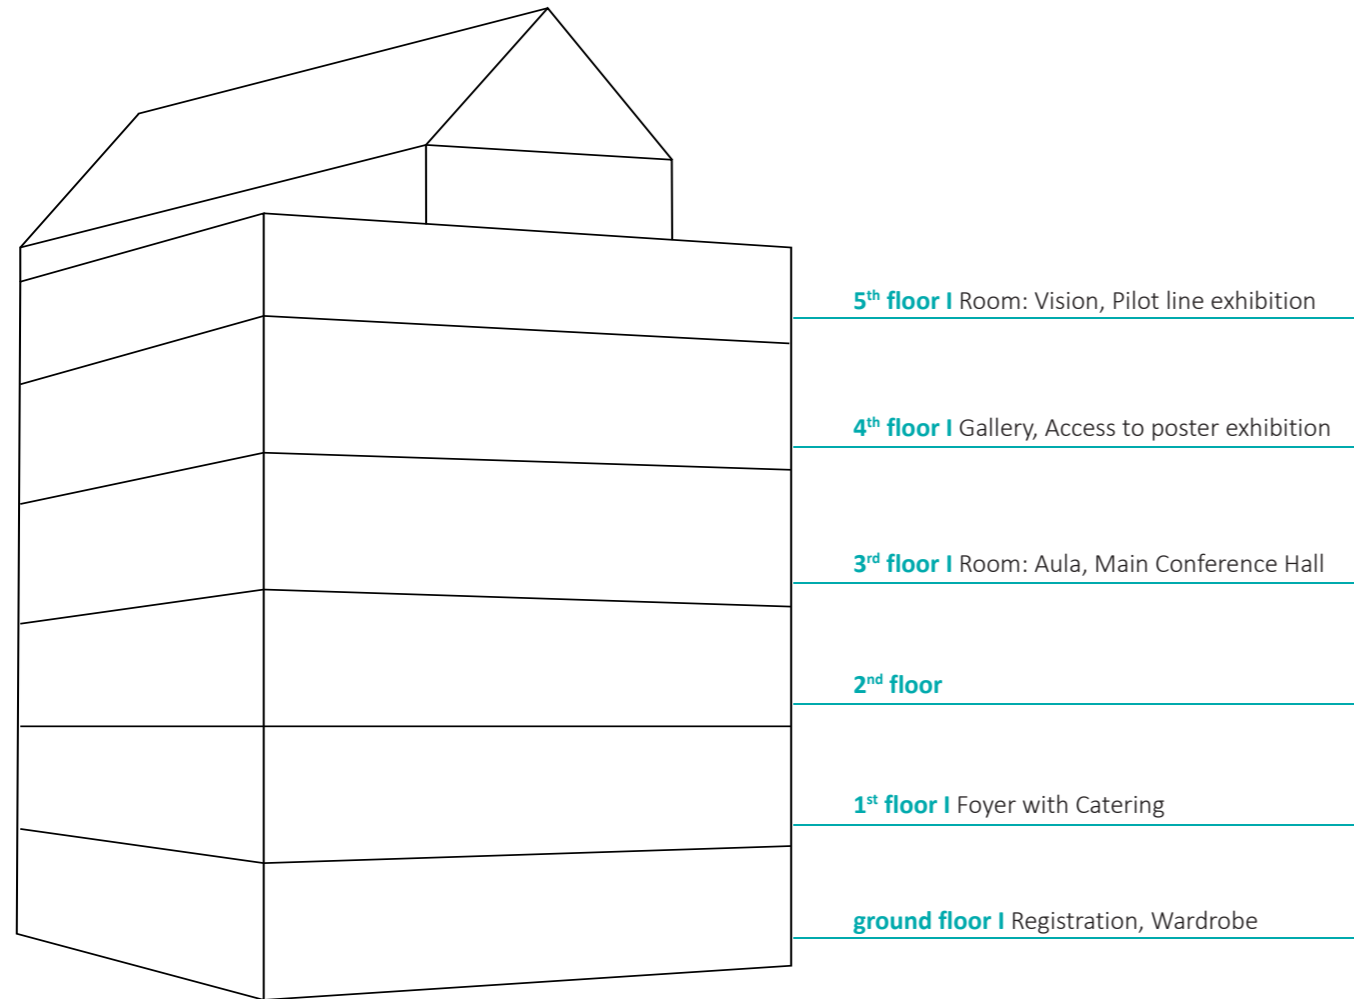 5th floor I Room: Vision, Pilot line exhibition
4th floor I Gallery, Access to poster exhibition
3rd floor I Room: Aula, Main Conference Hall
2nd floor
1st floor I Foyer with Catering
ground floor I Registration, Wardrobe